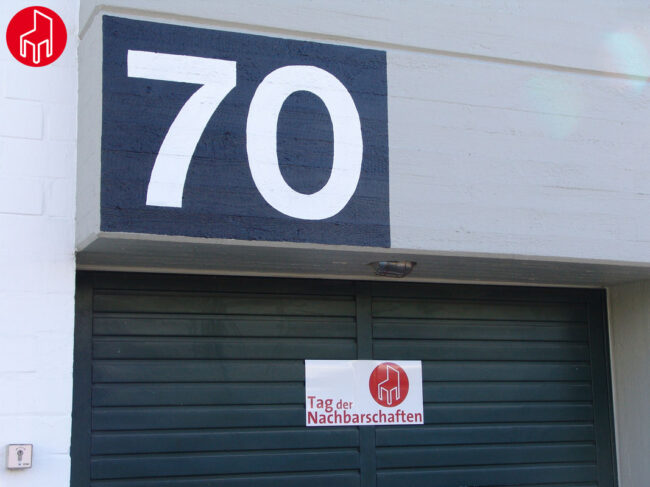 70
Tag der
Nachbarschaften